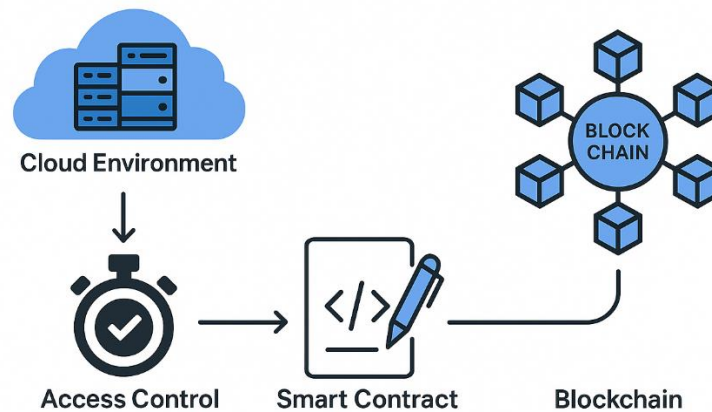 BLOCK
CHAIN
Cloud Environment
</>
Access Control
Smart Contract
Blockchain